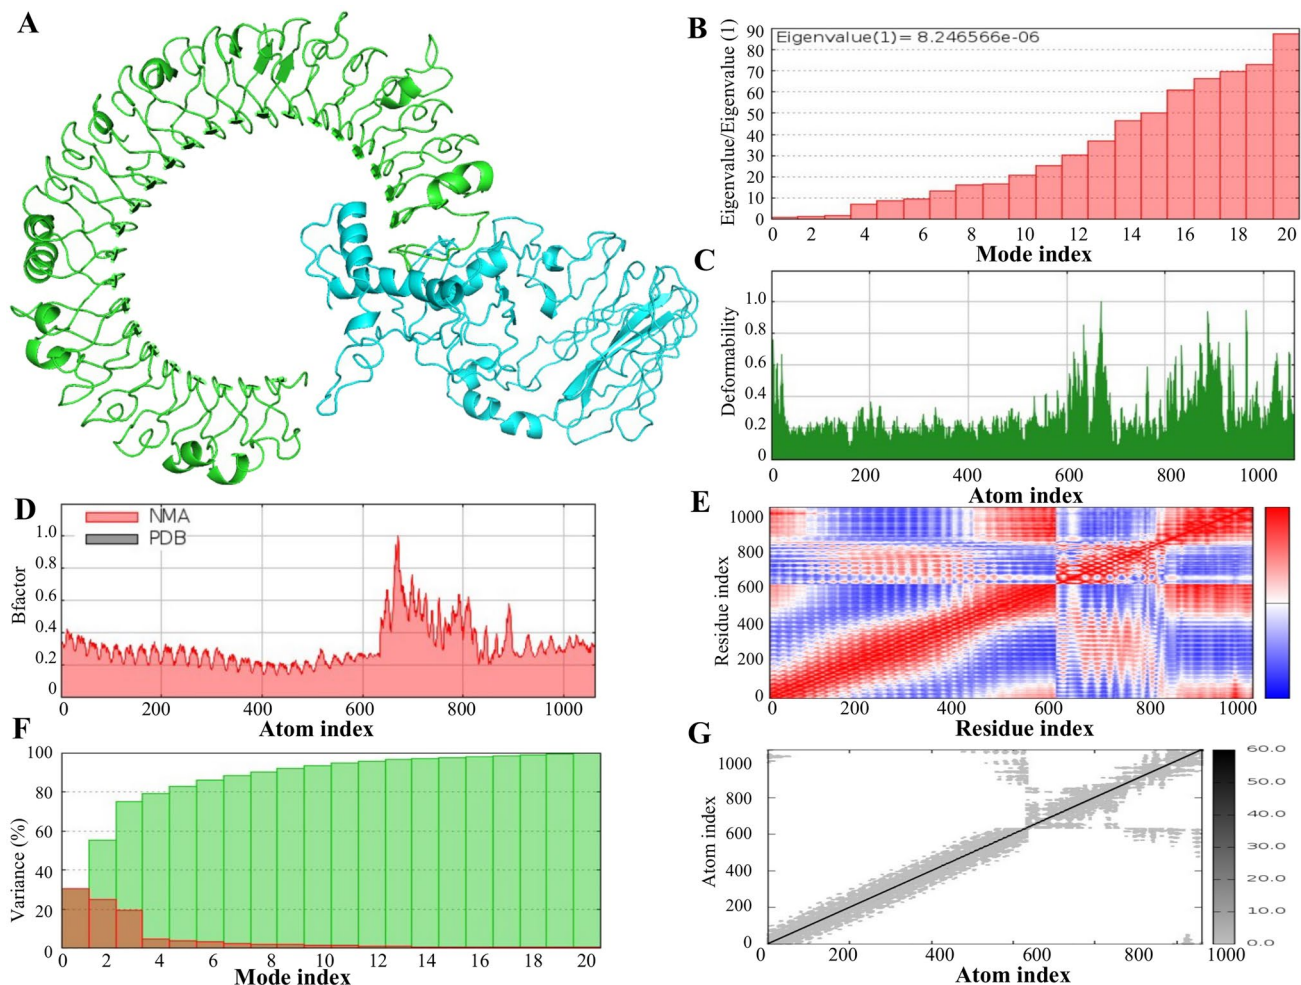 A
B
Eigenvalue/Eigenvalue (1)
90
80
70
60
50
40
30
20
10
0
Eigenvalue(1)= 8.246566e-06
0 2 4 6 8 10 12 14 16 18 20
Mode index
C
Deformability
1.0
0.8
0.6
0.4
0.2
0
0 200 400 600 800 1000
Atom index
D
Bfactor
1.0
0.8
0.6
0.4
0.2
0
NMA
PDB
0 200 400 600 800 1000
Atom index
E
Residue index
1000
800
600
400
200
0
0 200 400 600 800 1000
Residue index
F
Variance (%)
100
80
60
40
20
0
0 2 4 6 8 10 12 14 16 18 20
Mode index
G
Atom index
1000
800
600
400
200
0
0 200 400 600 800 1000
Atom index
60.0
50.0
40.0
30.0
20.0
10.0
0.0